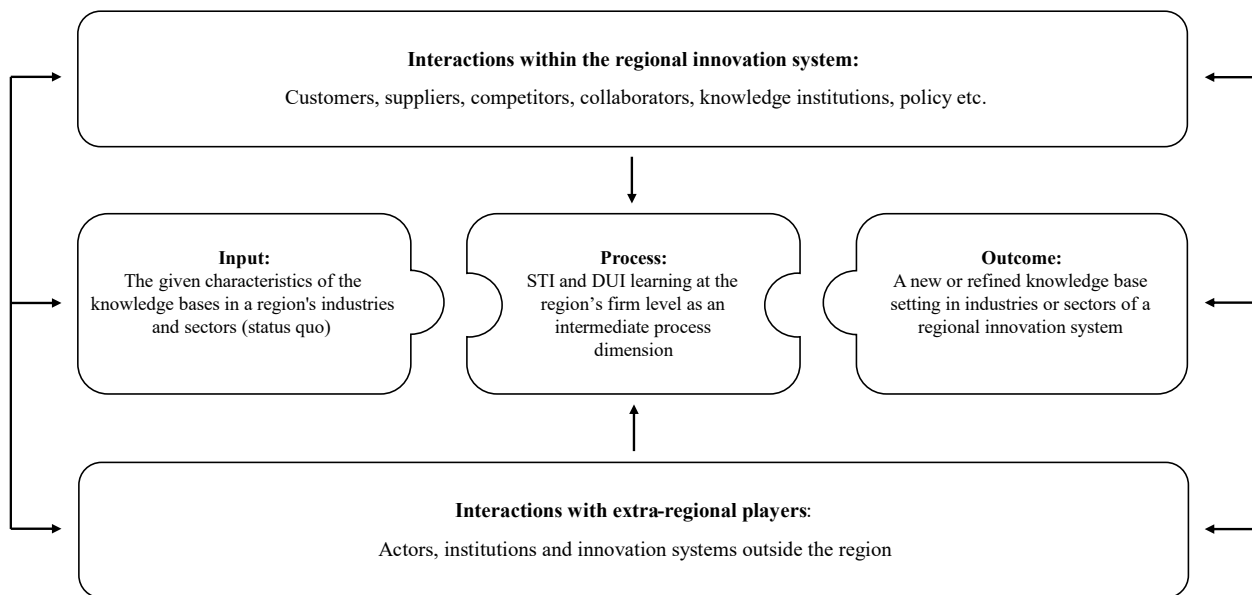 Interactions within the regional innovation system:
Customers, suppliers, competitors, collaborators, knowledge institutions, policy etc.
Input:
The given characteristics of the
knowledge bases in a region's industries
and sectors (status quo)
Process:
STI and DUI learning at the
region’s firm level as an
intermediate process
dimension
Outcome:
A new or refined knowledge base
setting in industries or sectors of a
regional innovation system
Interactions with extra-regional players:
Actors, institutions and innovation systems outside the region